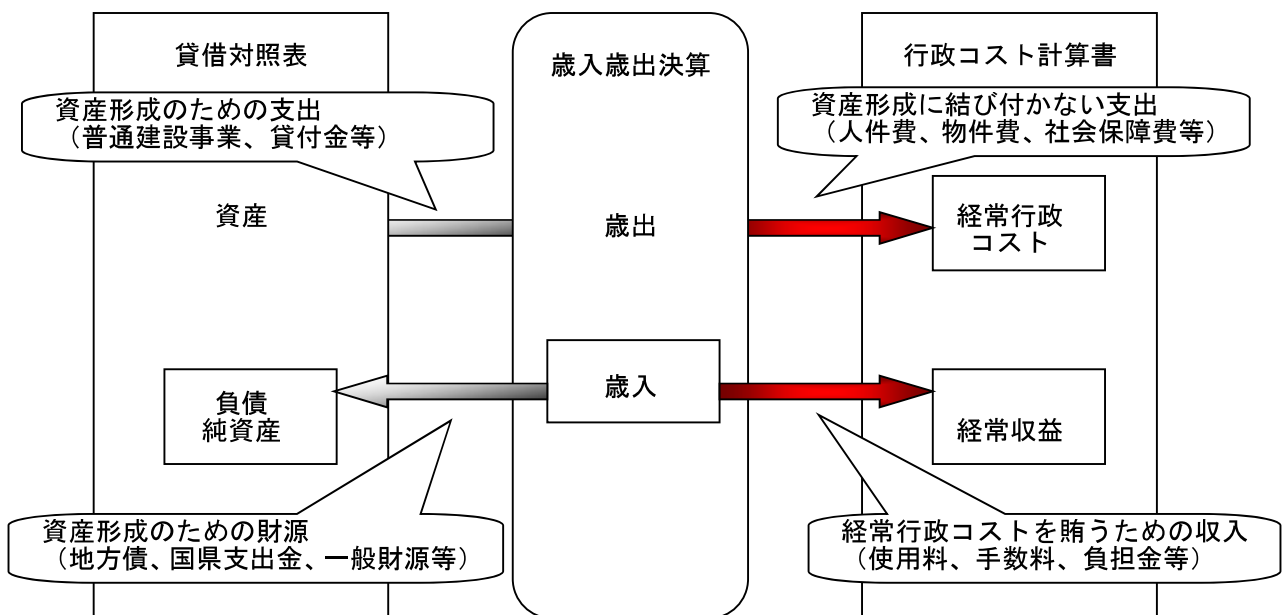 貸借対照表
歳入歳出決算
行政コスト計算書
資産形成のための支出
（普通建設事業、貸付金等）
資産形成に結び付かない支出
（人件費、物件費、社会保障費等）
資産
歳出
経常行政
コスト
負債
純資産
歳入
経常収益
資産形成のための財源
（地方債、国県支出金、一般財源等）
経常行政コストを賄うための収入
（使用料、手数料、負担金等）